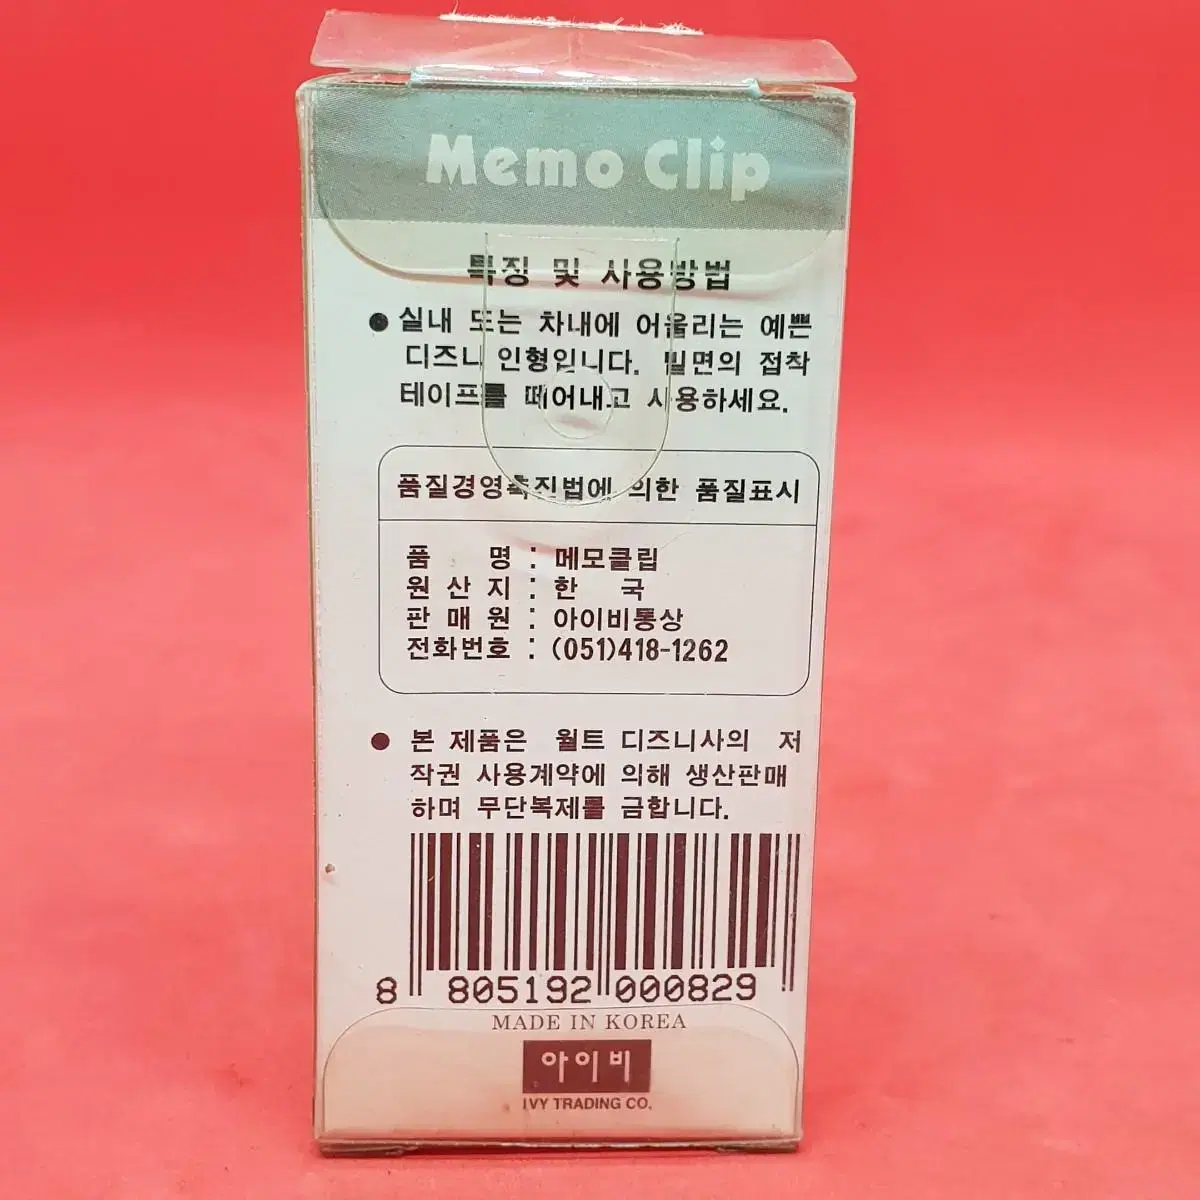 Memo Clip
특징 및 사용방법
● 실내 또는 차내에 어울리는 예쁜
디즈니 인형입니다. 밑면의 접착
테이프를 떼어내고 사용하세요.
품질경영촉진법에 의한 품질표시
품 명 : 메모클립
원 산 지 : 한 국
판 매 원 : 아이비통상
전화번호 : (051)418-1262
● 본 제품은 월트 디즈니사의 저
작권 사용계약에 의해 생산판매
하며 무단복제를 금합니다.
8 805192 000829
MADE IN KOREA
아이비
IVY TRADING CO.